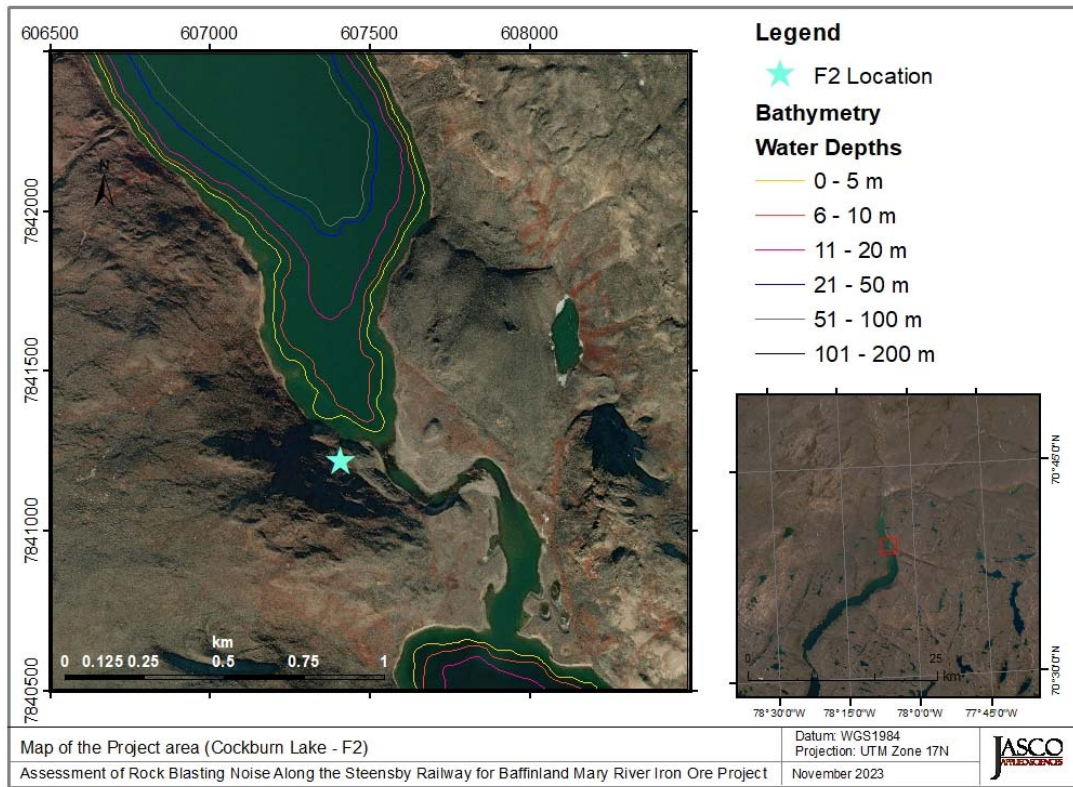 606500 607000 607500 608000
7842000
7841500
7841000
7840500
N
km
0 0.125 0.25 0.5 0.75 1
Legend
F2 Location
Bathymetry
Water Depths
0 - 5 m
6 - 10 m
11 - 20 m
21 - 50 m
51 - 100 m
101 - 200 m
70°45'0"N
70°30'0"N
0 25
km
78°30'0"W 78°15'0"W 78°0'0"W 77°45'0"W
Map of the Project area (Cockburn Lake - F2)
Assessment of Rock Blasting Noise Along the Steensby Railway for Baffinland Mary River Iron Ore Project
Datum: WGS1984
Projection: UTM Zone 17N
November 2023
JASCO
APPLIED SCIENCES